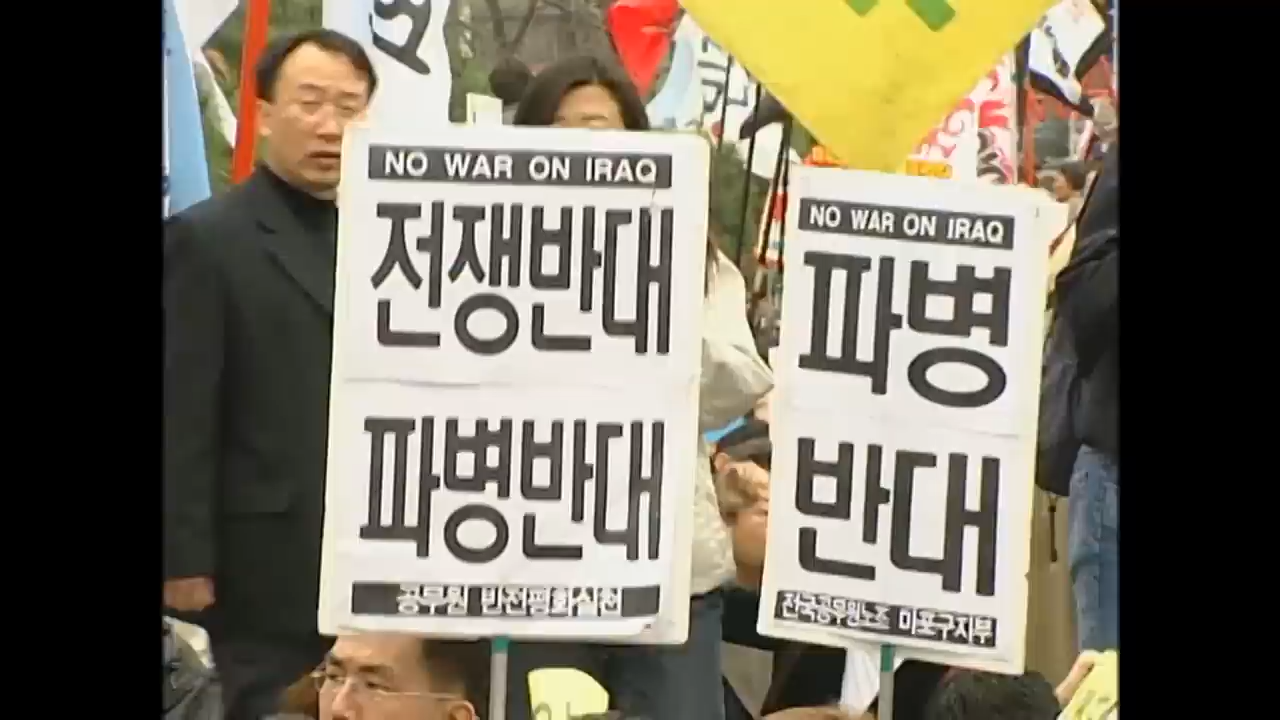 NO WAR ON IRAQ
전쟁반대
파병반대
공무원 반전평화실천
NO WAR ON IRAQ
파병
반대
전국공무원노조 마포구지부